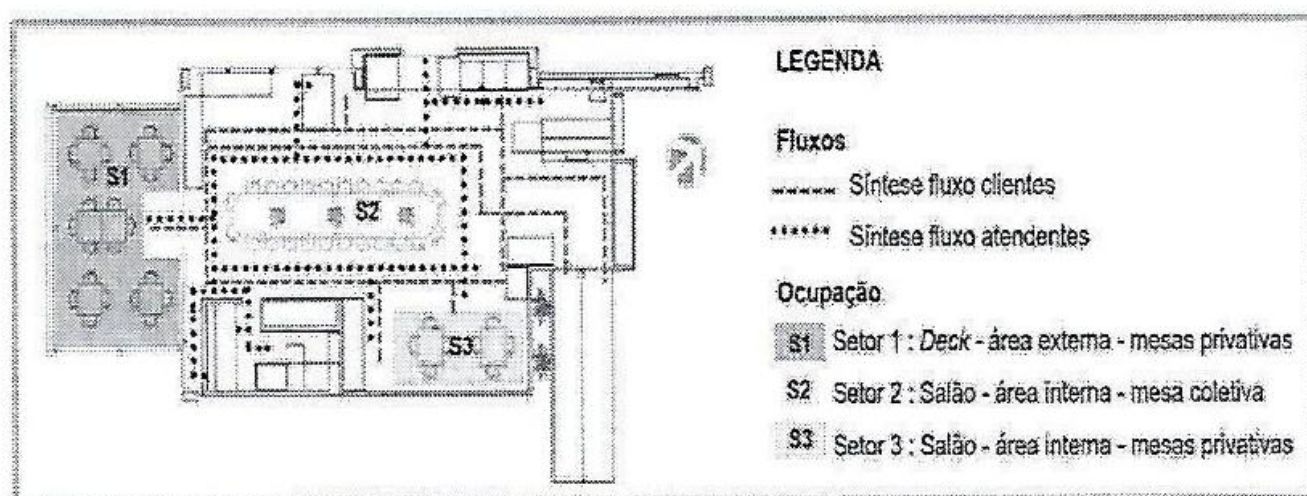 S1
S2
S3
LEGENDA
Fluxos
Síntese fluxo clientes
Síntese fluxo atendentes
Ocupação
S1 Setor 1 : Deck - área externa - mesas privativas
S2 Setor 2 : Salão - área interna - mesa coletiva
S3 Setor 3 : Salão - área interna - mesas privativas